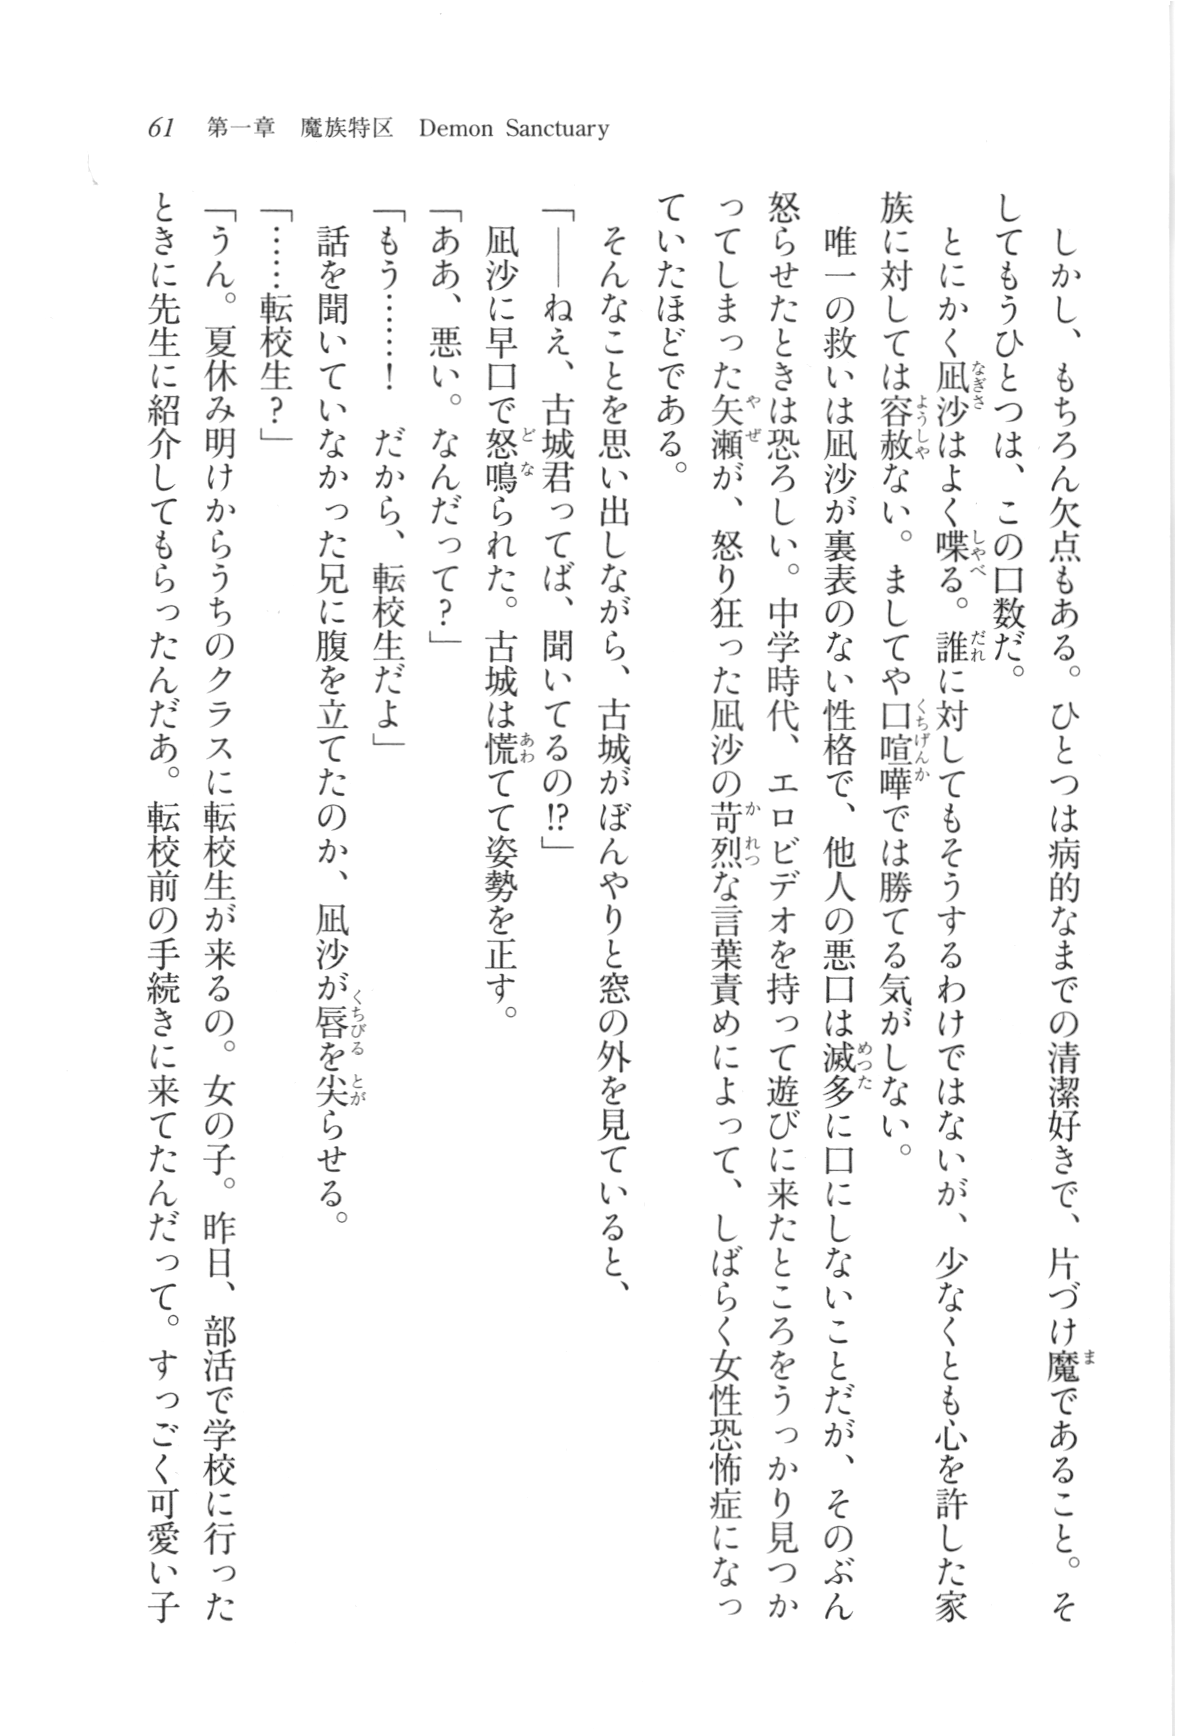 61　第一章　魔族特区　Demon Sanctuary
　しかし、もちろん欠点もある。ひとつは病的なまでの清潔好きで、片づけ魔であること。そ
してもうひとつは、この口数だ。
　とにかく凪沙はよく喋る。誰に対してもそうするわけではないが、少なくとも心を許した家
族に対しては容赦ない。ましてや口喧嘩では勝てる気がしない。
　唯一の救いは凪沙が裏表のない性格で、他人の悪口は滅多に口にしないことだが、そのぶん
怒らせたときは恐ろしい。中学時代、エロビデオを持って遊びに来たところをうっかり見つか
ってしまった矢瀬が、怒り狂った凪沙の苛烈な言葉責めによって、しばらく女性恐怖症になっ
ていたほどである。
　そんなことを思い出しながら、古城がぼんやりと窓の外を見ていると、
「――ねえ、古城君ってば、聞いてるの!?」
　凪沙に早口で怒鳴られた。古城は慌てて姿勢を正す。
「ああ、悪い。なんだって？」
「もう……！　だから、転校生だよ」
　話を聞いていなかった兄に腹を立てたのか、凪沙が唇を尖らせる。
「……転校生？」
「うん。夏休み明けからうちのクラスに転校生が来るの。女の子。昨日、部活で学校に行った
ときに先生に紹介してもらったんだあ。転校前の手続きに来てたんだって。すっごく可愛い子